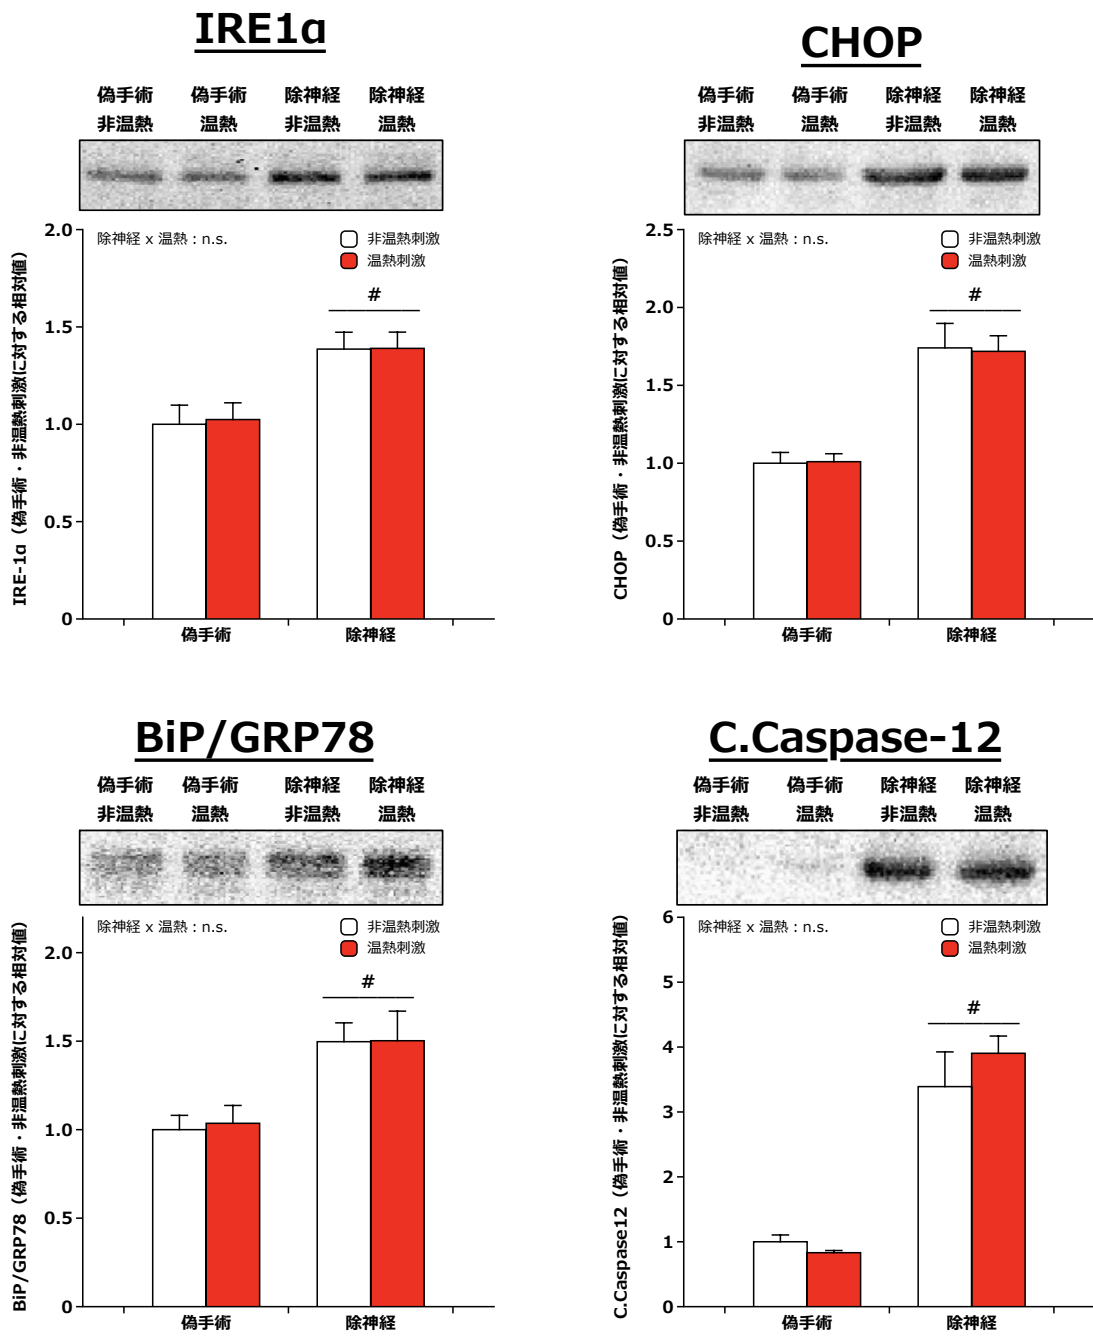 IRE1α
偽手術 偽手術 除神経 除神経
非温熱 温熱 非温熱 温熱
2.0
1.5
1.0
0.5
0
IRE-1α（偽手術・非温熱刺激に対する相対値）
除神経 x 温熱：n.s.
非温熱刺激
温熱刺激
#
偽手術 除神経
CHOP
偽手術 偽手術 除神経 除神経
非温熱 温熱 非温熱 温熱
2.5
2.0
1.5
1.0
0.5
0
CHOP（偽手術・非温熱刺激に対する相対値）
除神経 x 温熱：n.s.
非温熱刺激
温熱刺激
#
偽手術 除神経
BiP/GRP78
偽手術 偽手術 除神経 除神経
非温熱 温熱 非温熱 温熱
2.0
1.5
1.0
0.5
0
BiP/GRP78（偽手術・非温熱刺激に対する相対値）
除神経 x 温熱：n.s.
非温熱刺激
温熱刺激
#
偽手術 除神経
C.Caspase-12
偽手術 偽手術 除神経 除神経
非温熱 温熱 非温熱 温熱
6
5
4
3
2
1
0
C.Caspase12（偽手術・非温熱刺激に対する相対値）
除神経 x 温熱：n.s.
非温熱刺激
温熱刺激
#
偽手術 除神経